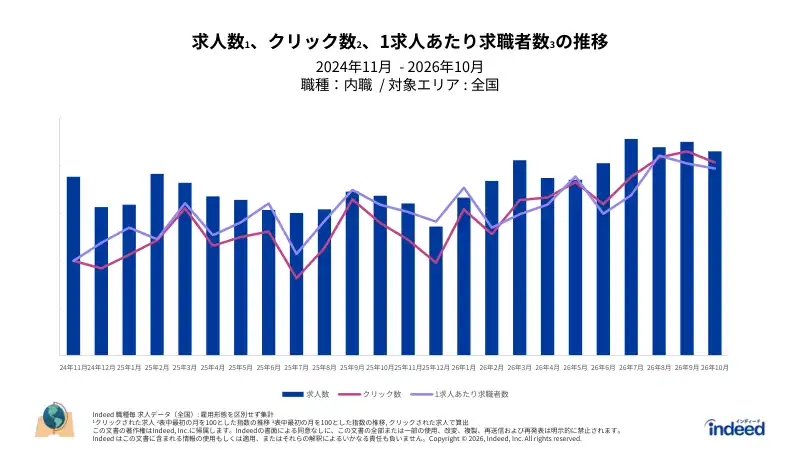 求人数1、クリック数2、1求人あたり求職者数3の推移
2024年11月 - 2026年10月
職種：内職 / 対象エリア : 全国
24年11月 24年12月 25年1月 25年2月 25年3月 25年4月 25年5月 25年6月 25年7月 25年8月 25年9月 25年10月 25年11月 25年12月 26年1月 26年2月 26年3月 26年4月 26年5月 26年6月 26年7月 26年8月 26年9月 26年10月
求人数 クリック数 1求人あたり求職者数
Indeed 職種毎 求人データ（全国）: 雇用形態を区別せず集計
¹クリックされた求人 ²表中最初の月を100とした指数の推移 ³表中最初の月を100とした指数の推移, クリックされた求人で算出
この文書の著作権はIndeed, Inc.に帰属します。Indeedの書面による同意なしに、この文書の全部または一部の使用、改変、複製、再送信および再発表は明示的に禁止されます。
Indeed はこの文書に含まれる情報の使用もしくは適用、またはそれらの解釈によるいかなる責任も負いません。Copyright © 2026, Indeed, Inc. All rights reserved.
インディード
indeed